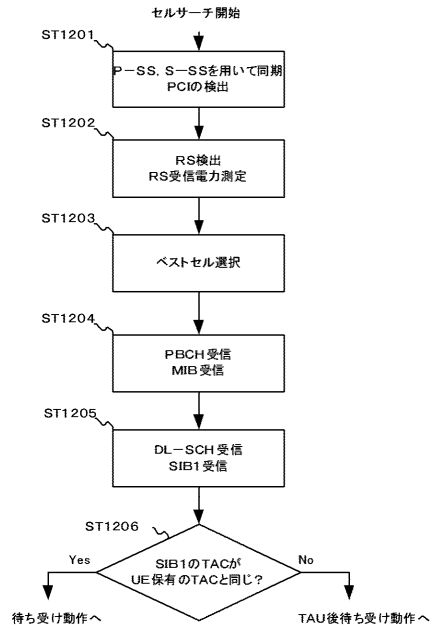 セルサーチ開始
ST1201
P－SS, S－SSを用いて同期
PCIの検出
ST1202
RS検出
RS受信電力測定
ST1203
ベストセル選択
ST1204
PBCH受信
MIB受信
ST1205
DL－SCH受信
SIB1受信
ST1206
Yes
SIB1のTACが
UE保有のTACと同じ？
No
待ち受け動作へ
TAU後待ち受け動作へ